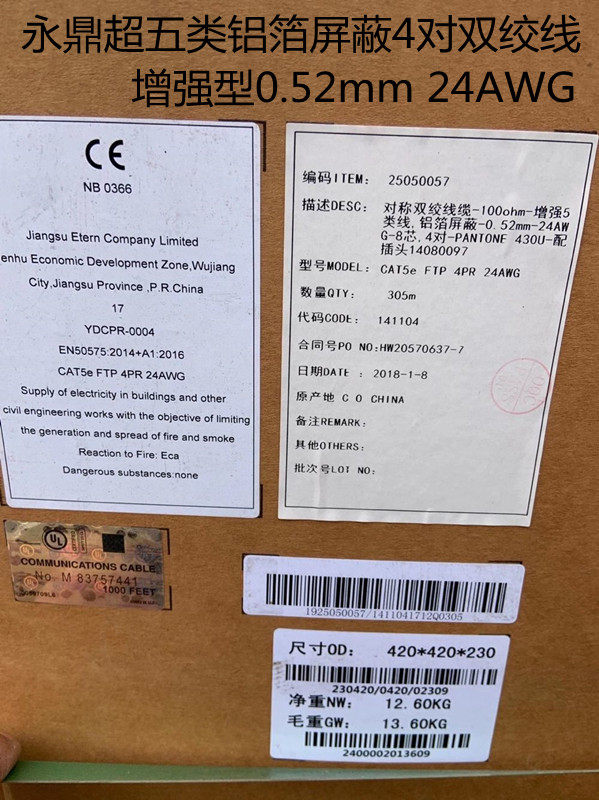 永鼎超五类铝箔屏蔽4对双绞线
增强型0.52mm 24AWG
CE
NB 0366
Jiangsu Etern Company Limited
enhu Economic Development Zone,Wujiang
City,Jiangsu Province ,P.R.China
17
YDCPR-0004
EN50575:2014+A1:2016
CAT5e FTP 4PR 24AWG
Supply of electricity in buildings and other
civil engineering works with the objective of limiting
the generation and spread of fire and smoke
Reaction to Fire: Eca
Dangerous substances:none
编码ITEM: 25050057
描述DESC: 对称双绞线缆-100ohm-增强5
类线,铝箔屏蔽-0.52mm-24AW
G-8芯,4对-PANTONE 430U-配
插头14080097
型号MODEL: CAT5e FTP 4PR 24AWG
数量QTY: 305m
代码CODE: 141104
合同号PO NO:HW20570637-7
日期DATE : 2018-1-8
原产地 C O CHINA
备注REMARK:
其他OTHERS:
批次号LOT NO:
UL
COMMUNICATIONS CABLE
No. M 83757441
1000 FEET
1925050057/1411041712Q0305
尺寸OD: 420*420*230
230420/0420/02309
净重NW: 12.60KG
毛重GW: 13.60KG
2400002013609